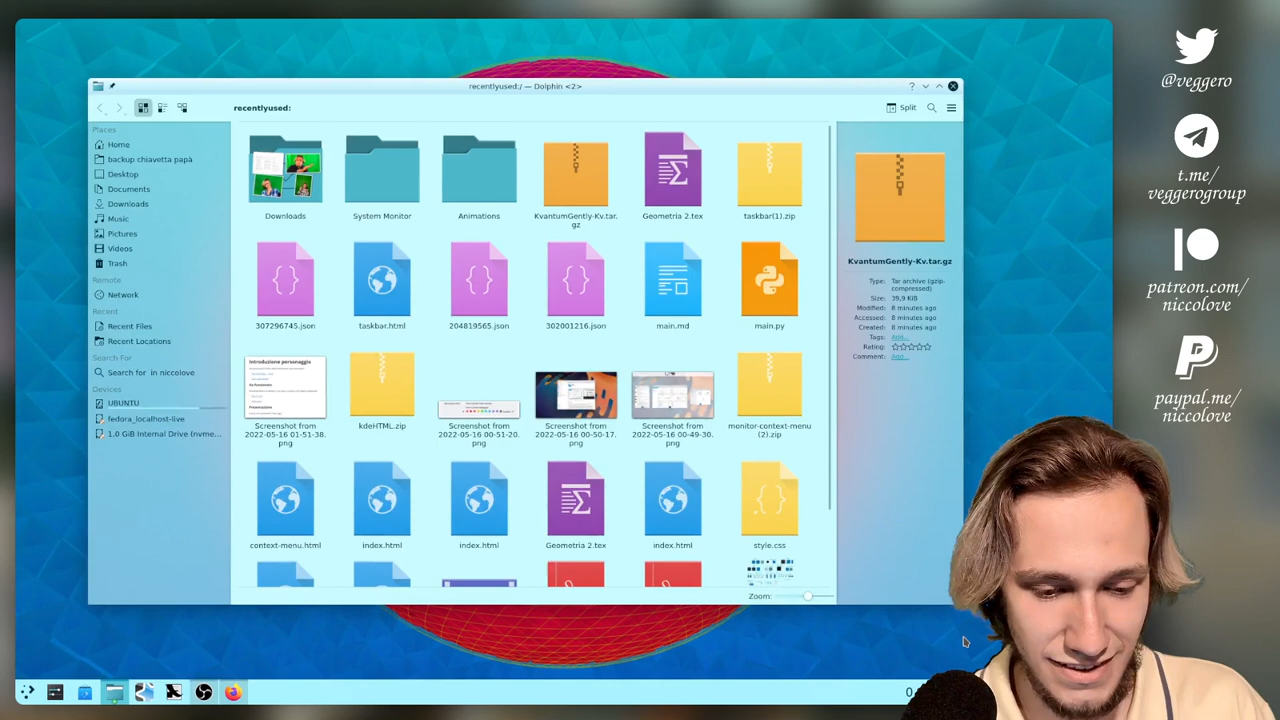 recentlyused:/ — Dolphin <2>
recentlyused:
Split
Places
Home
backup chiavetta papà
Desktop
Documents
Downloads
Music
Pictures
Videos
Trash
Remote
Network
Recent
Recent Files
Recent Locations
Search For
Search for in niccolove
Devices
UBUNTU
fedora_localhost-live
1.0 GiB Internal Drive (nvme...
Downloads
System Monitor
Animations
KvantumGently-Kv.tar.
gz
Geometria 2.tex
taskbar(1).zip
307296745.json
taskbar.html
204819565.json
302001216.json
main.md
main.py
Introduzione personaggio
Screenshot from
2022-05-16 01-51-38.
png
kdeHTML.zip
Screenshot from
2022-05-16 00-51-20.
png
Screenshot from
2022-05-16 00-50-17.
png
Screenshot from
2022-05-16 00-49-30.
png
monitor-context-menu
(2).zip
context-menu.html
index.html
index.html
Geometria 2.tex
index.html
style.css
Zoom:
KvantumGently-Kv.tar.gz
Type: Tar archive (gzip-
compressed)
Size: 39,9 KiB
Modified: 8 minutes ago
Accessed: 8 minutes ago
Created: 8 minutes ago
Tags: Add...
Rating:
Comment: Add...
@veggero
t.me/
veggerogroup
patreon.com/
niccolove
paypal.me/
niccolove